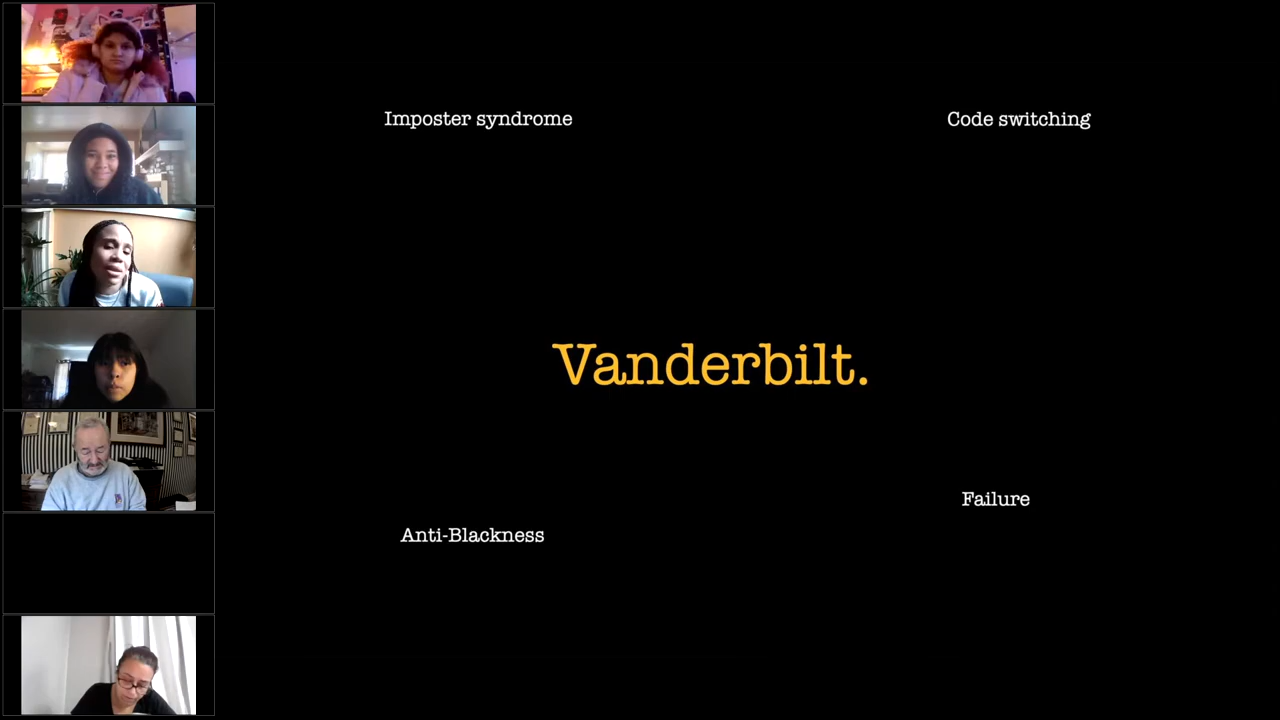 Imposter syndrome
Code switching
Vanderbilt.
Failure
Anti-Blackness